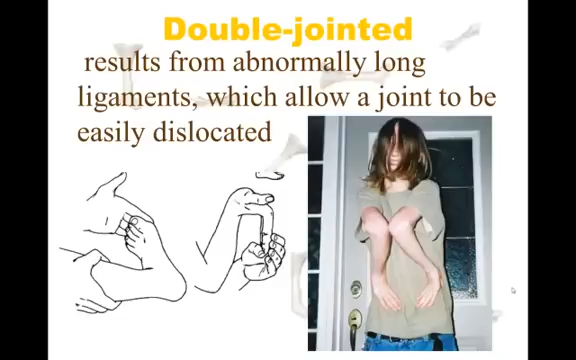 Double-jointed
results from abnormally long
ligaments, which allow a joint to be
easily dislocated